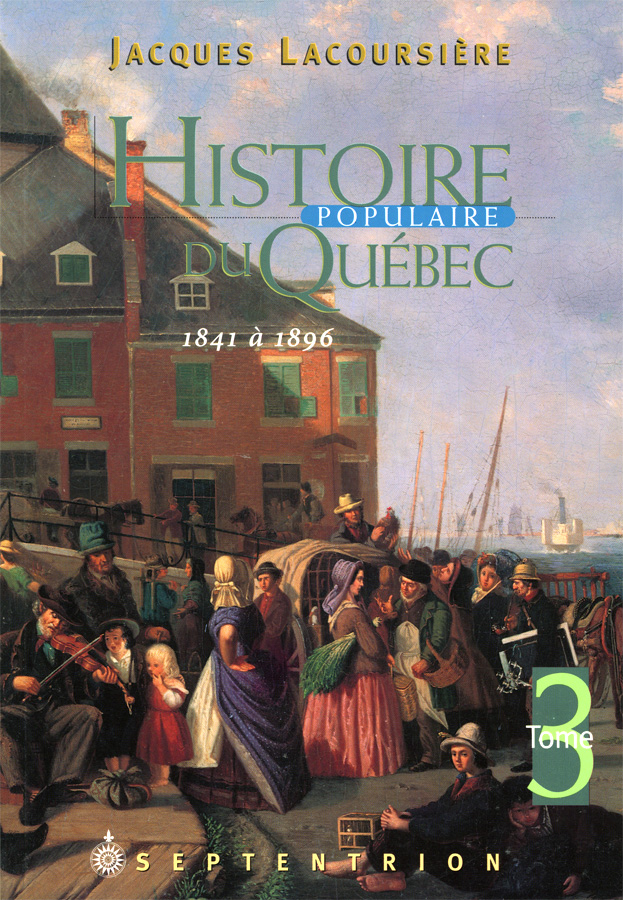 JACQUES LACOURSIÈRE
HISTOIRE
POPULAIRE
DU QUÉBEC
1841 à 1896
3
Tome
SEPTENTRION